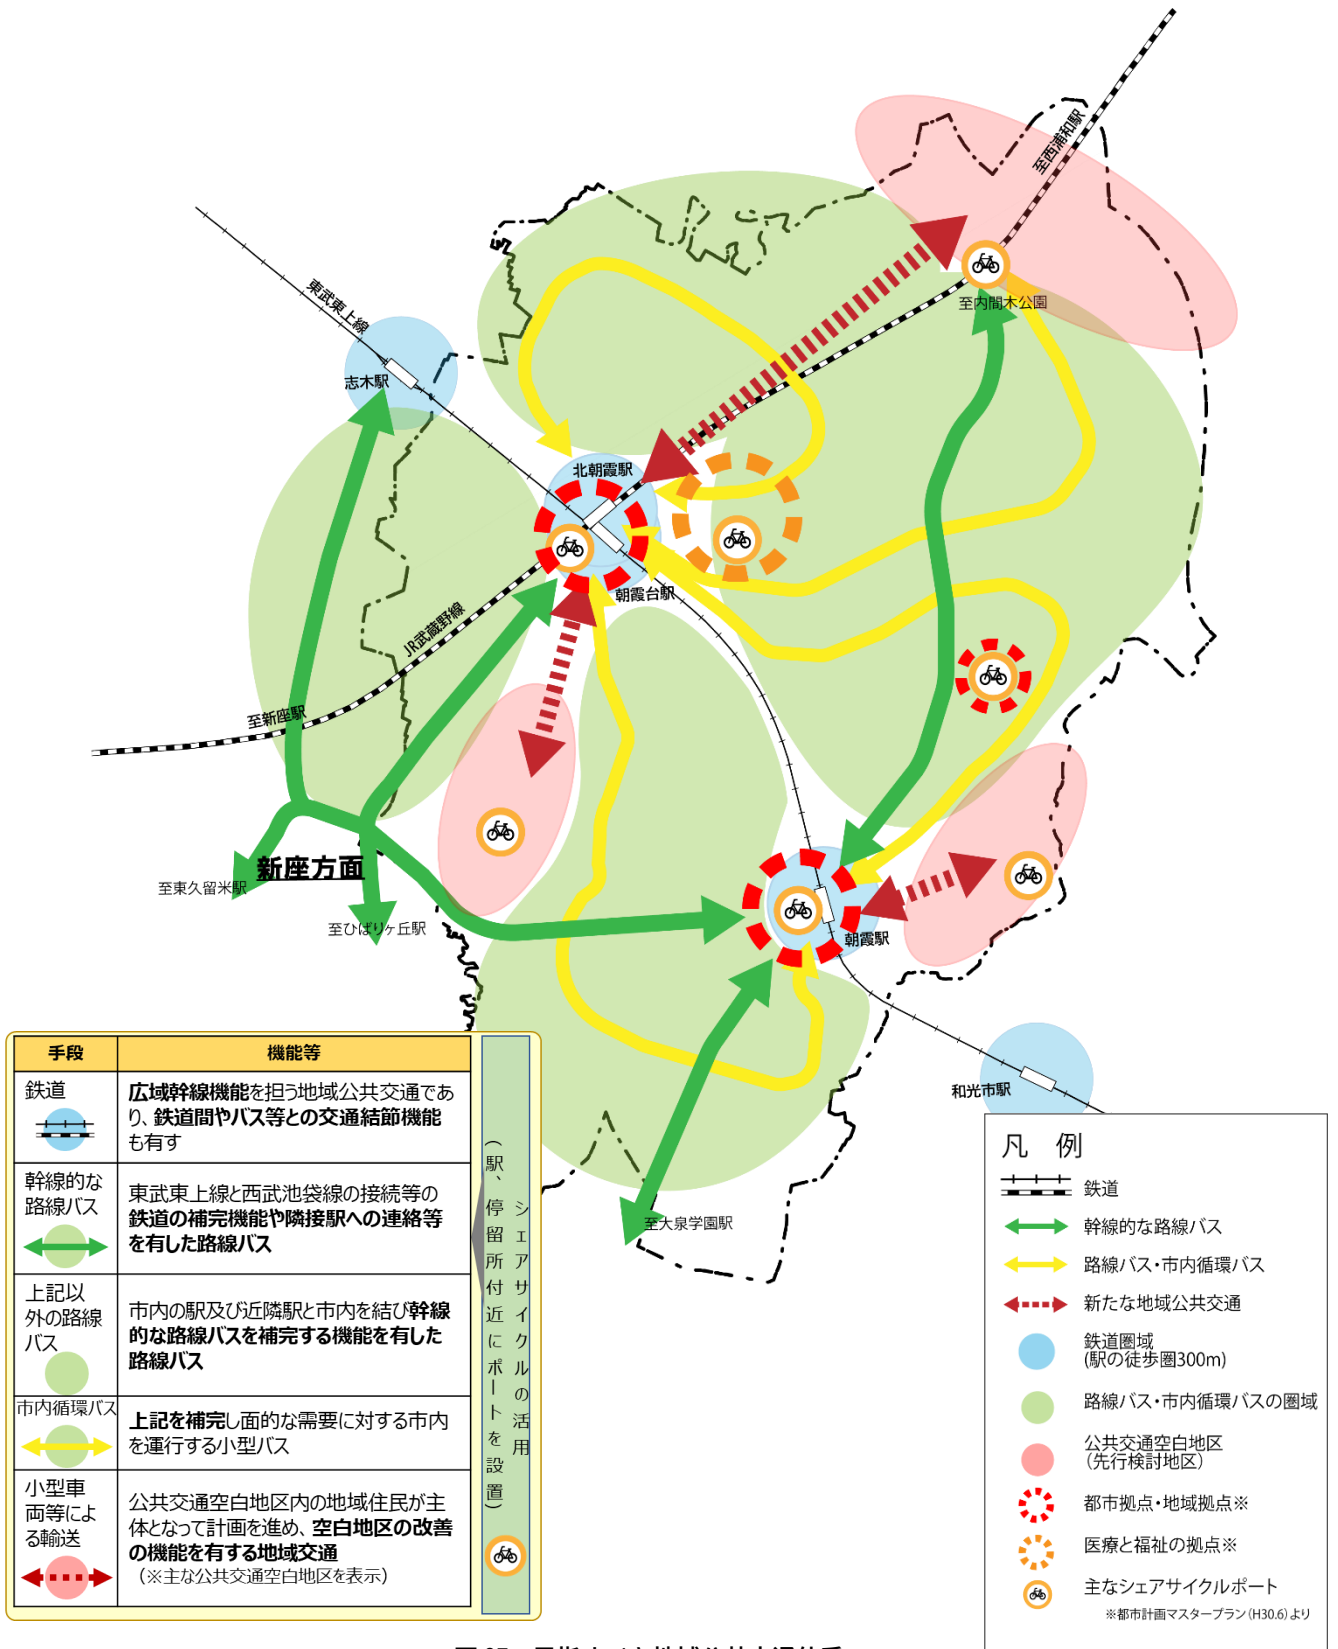 至西浦和駅
東武東上線
至内間木公園
志木駅
北朝霞駅
朝霞台駅
JR武蔵野線
至新座駅
新座方面
至東久留米駅
至ひばりヶ丘駅
朝霞駅
和光市駅
至大泉学園駅
手段
機能等
鉄道
広域幹線機能を担う地域公共交通であ
り、鉄道間やバス等との交通結節機能
も有す
幹線的な
路線バス
東武東上線と西武池袋線の接続等の
鉄道の補完機能や隣接駅への連絡等
を有した路線バス
上記以
外の路線
バス
市内の駅及び近隣駅と市内を結び幹線
的な路線バスを補完する機能を有した
路線バス
市内循環バス
上記を補完し面的な需要に対する市内
を運行する小型バス
小型車
両等によ
る輸送
公共交通空白地区内の地域住民が主
体となって計画を進め、空白地区の改善
の機能を有する地域交通
（※主な公共交通空白地区を表示）
シェアサイクルの活用
（駅、停留所付近にポートを設置）
凡 例
鉄道
幹線的な路線バス
路線バス・市内循環バス
新たな地域公共交通
鉄道圏域
(駅の徒歩圏300m)
路線バス・市内循環バスの圏域
公共交通空白地区
（先行検討地区）
都市拠点・地域拠点※
医療と福祉の拠点※
主なシェアサイクルポート
※都市計画マスタープラン（H30.6）より